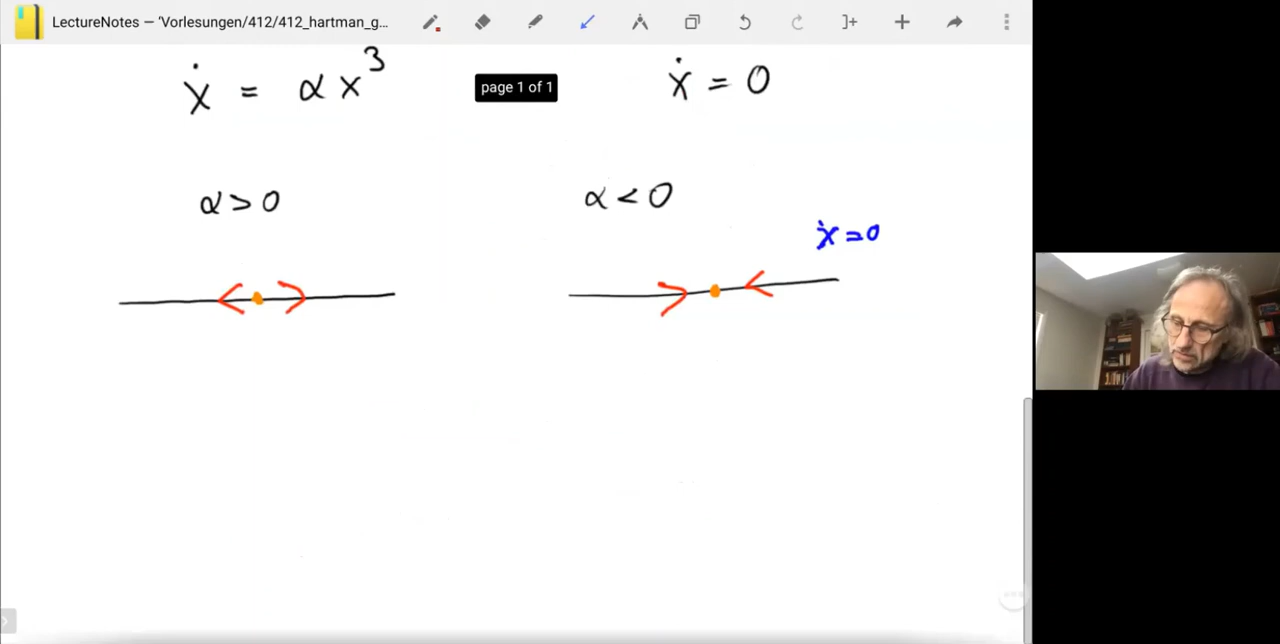 LectureNotes — ‘Vorlesungen/412/412_hartman_g...
ẋ = αx³
page 1 of 1
ẋ = 0
α > 0
α < 0
ẋ = 0